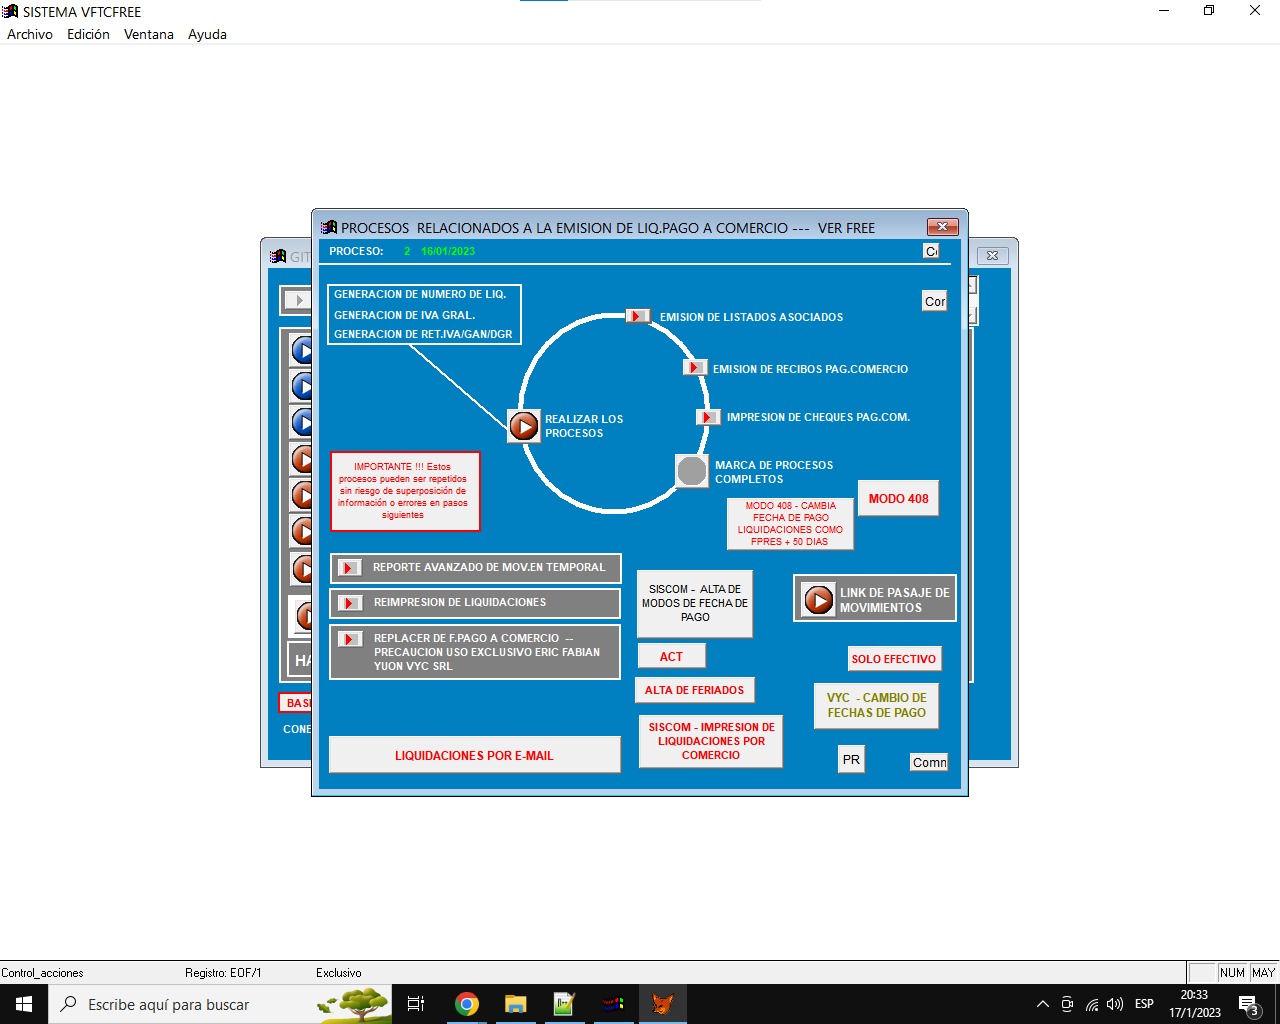 SISTEMA VFTCFREE
Archivo Edición Ventana Ayuda
PROCESOS RELACIONADOS A LA EMISION DE LIQ.PAGO A COMERCIO --- VER FREE
GIT
PROCESO: 2 16/01/2023
GENERACION DE NUMERO DE LIQ.
GENERACION DE IVA GRAL.
GENERACION DE RET.IVA/GAN/DGR
Cor
EMISION DE LISTADOS ASOCIADOS
EMISION DE RECIBOS PAG.COMERCIO
IMPRESION DE CHEQUES PAG.COM.
REALIZAR LOS
PROCESOS
MARCA DE PROCESOS
COMPLETOS
IMPORTANTE !!! Estos
procesos pueden ser repetidos
sin riesgo de superposición de
información o errores en pasos
siguientes
MODO 408
MODO 408 - CAMBIA
FECHA DE PAGO
LIQUIDACIONES COMO
FPRES + 50 DIAS
REPORTE AVANZADO DE MOV.EN TEMPORAL
REIMPRESION DE LIQUIDACIONES
REPLACER DE F.PAGO A COMERCIO --
PRECAUCION USO EXCLUSIVO ERIC FABIAN
YUON VYC SRL
SISCOM - ALTA DE
MODOS DE FECHA DE
PAGO
LINK DE PASAJE DE
MOVIMIENTOS
ACT
SOLO EFECTIVO
ALTA DE FERIADOS
VYC - CAMBIO DE
FECHAS DE PAGO
SISCOM - IMPRESION DE
LIQUIDACIONES POR
COMERCIO
LIQUIDACIONES POR E-MAIL
PR
Comn
HA
BAS
CONE
Control_acciones Registro: EOF/1 Exclusivo NUM MAY
Escribe aquí para buscar
ESP
20:33
17/1/2023
3